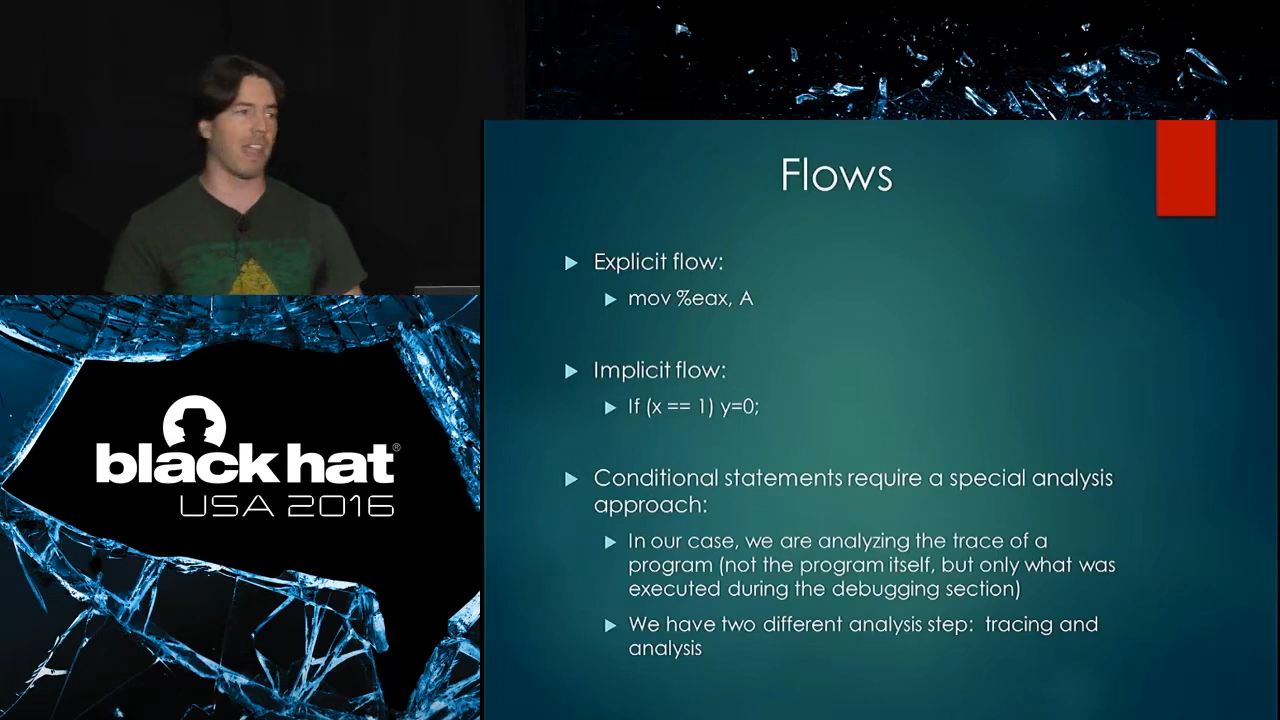 Flows
Explicit flow:
mov %eax, A
Implicit flow:
If (x == 1) y=0;
Conditional statements require a special analysis
approach:
In our case, we are analyzing the trace of a
program (not the program itself, but only what was
executed during the debugging section)
We have two different analysis step: tracing and
analysis
black hat®
USA 2016